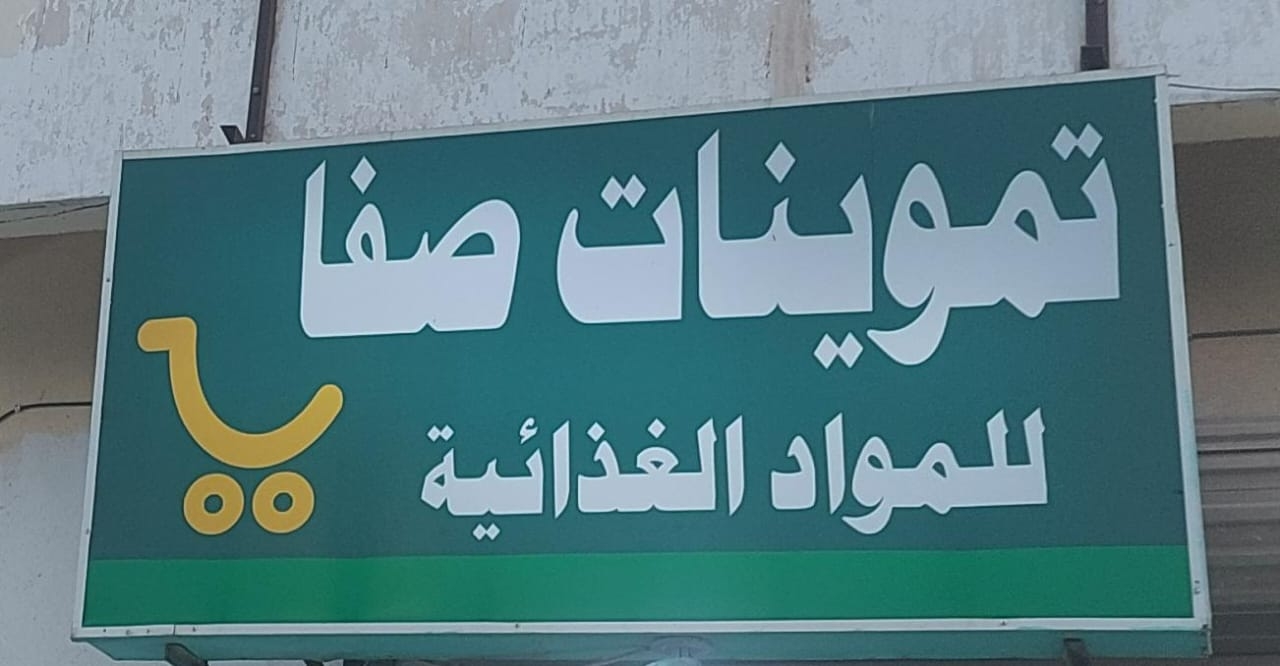 تموينات صفا
للمواد الغذائية